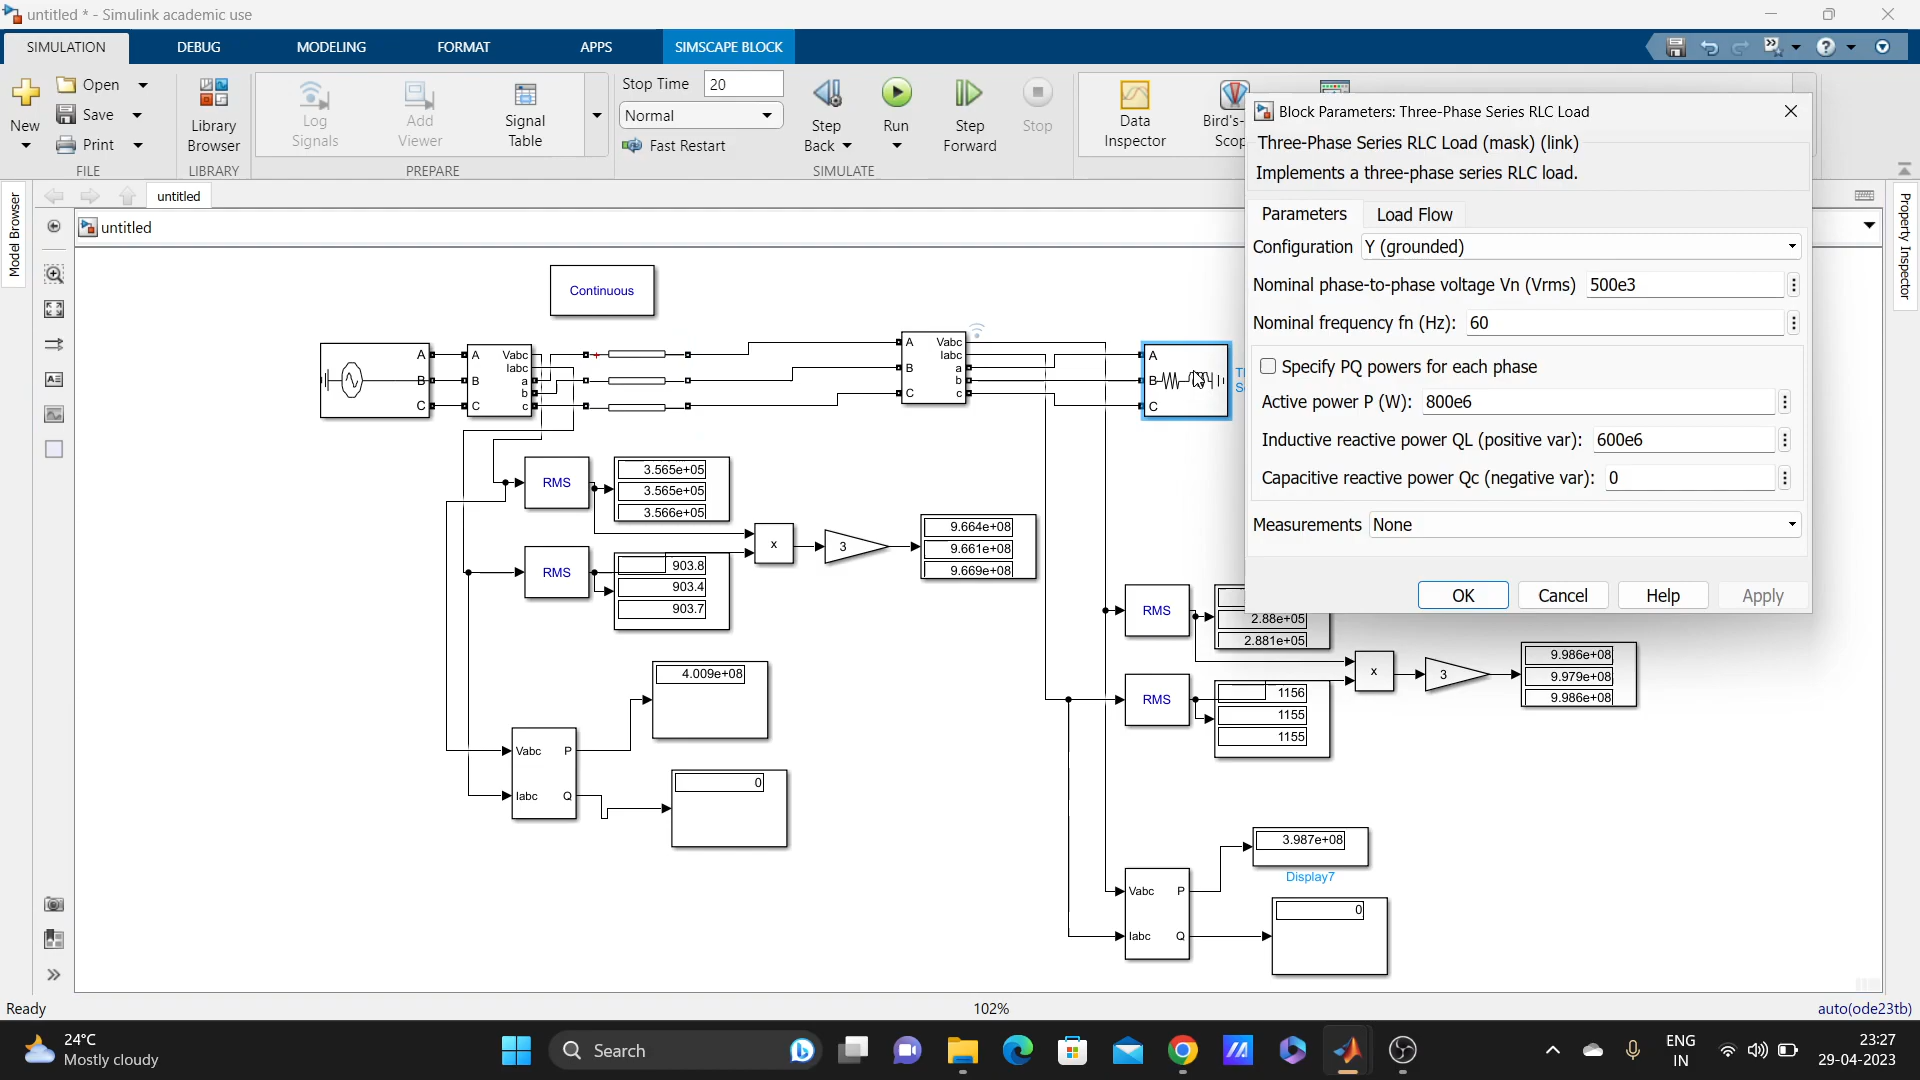 untitled * - Simulink academic use
SIMULATION
DEBUG
MODELING
FORMAT
APPS
SIMSCAPE BLOCK
New
Open
Save
Print
FILE
Library
Browser
LIBRARY
Log
Signals
Add
Viewer
Signal
Table
PREPARE
Stop Time 20
Normal
Fast Restart
Step
Back
Run
Step
Forward
Stop
SIMULATE
Data
Inspector
Bird's-
Scop
Model Browser
Property Inspector
untitled
untitled
Block Parameters: Three-Phase Series RLC Load
Three-Phase Series RLC Load (mask) (link)
Implements a three-phase series RLC load.
Parameters Load Flow
Configuration Y (grounded)
Nominal phase-to-phase voltage Vn (Vrms) 500e3
Nominal frequency fn (Hz): 60
Specify PQ powers for each phase
Active power P (W): 800e6
Inductive reactive power QL (positive var): 600e6
Capacitive reactive power Qc (negative var): 0
Measurements None
OK Cancel Help Apply
Continuous
A
B
C
A
B
C
Vabc
Iabc
a
b
c
A
B
C
Vabc
Iabc
a
b
c
A
B
C
RMS
3.565e+05
3.565e+05
3.566e+05
RMS
903.8
903.4
903.7
x
3
9.664e+08
9.661e+08
9.669e+08
4.009e+08
Vabc P
Iabc Q
0
RMS
2.88e+05
2.881e+05
RMS
1156
1155
1155
x
3
9.986e+08
9.979e+08
9.986e+08
3.987e+08
Display7
Vabc P
Iabc Q
0
Ready
102%
auto(ode23tb)
24°C
Mostly cloudy
Search
ENG
IN
23:27
29-04-2023